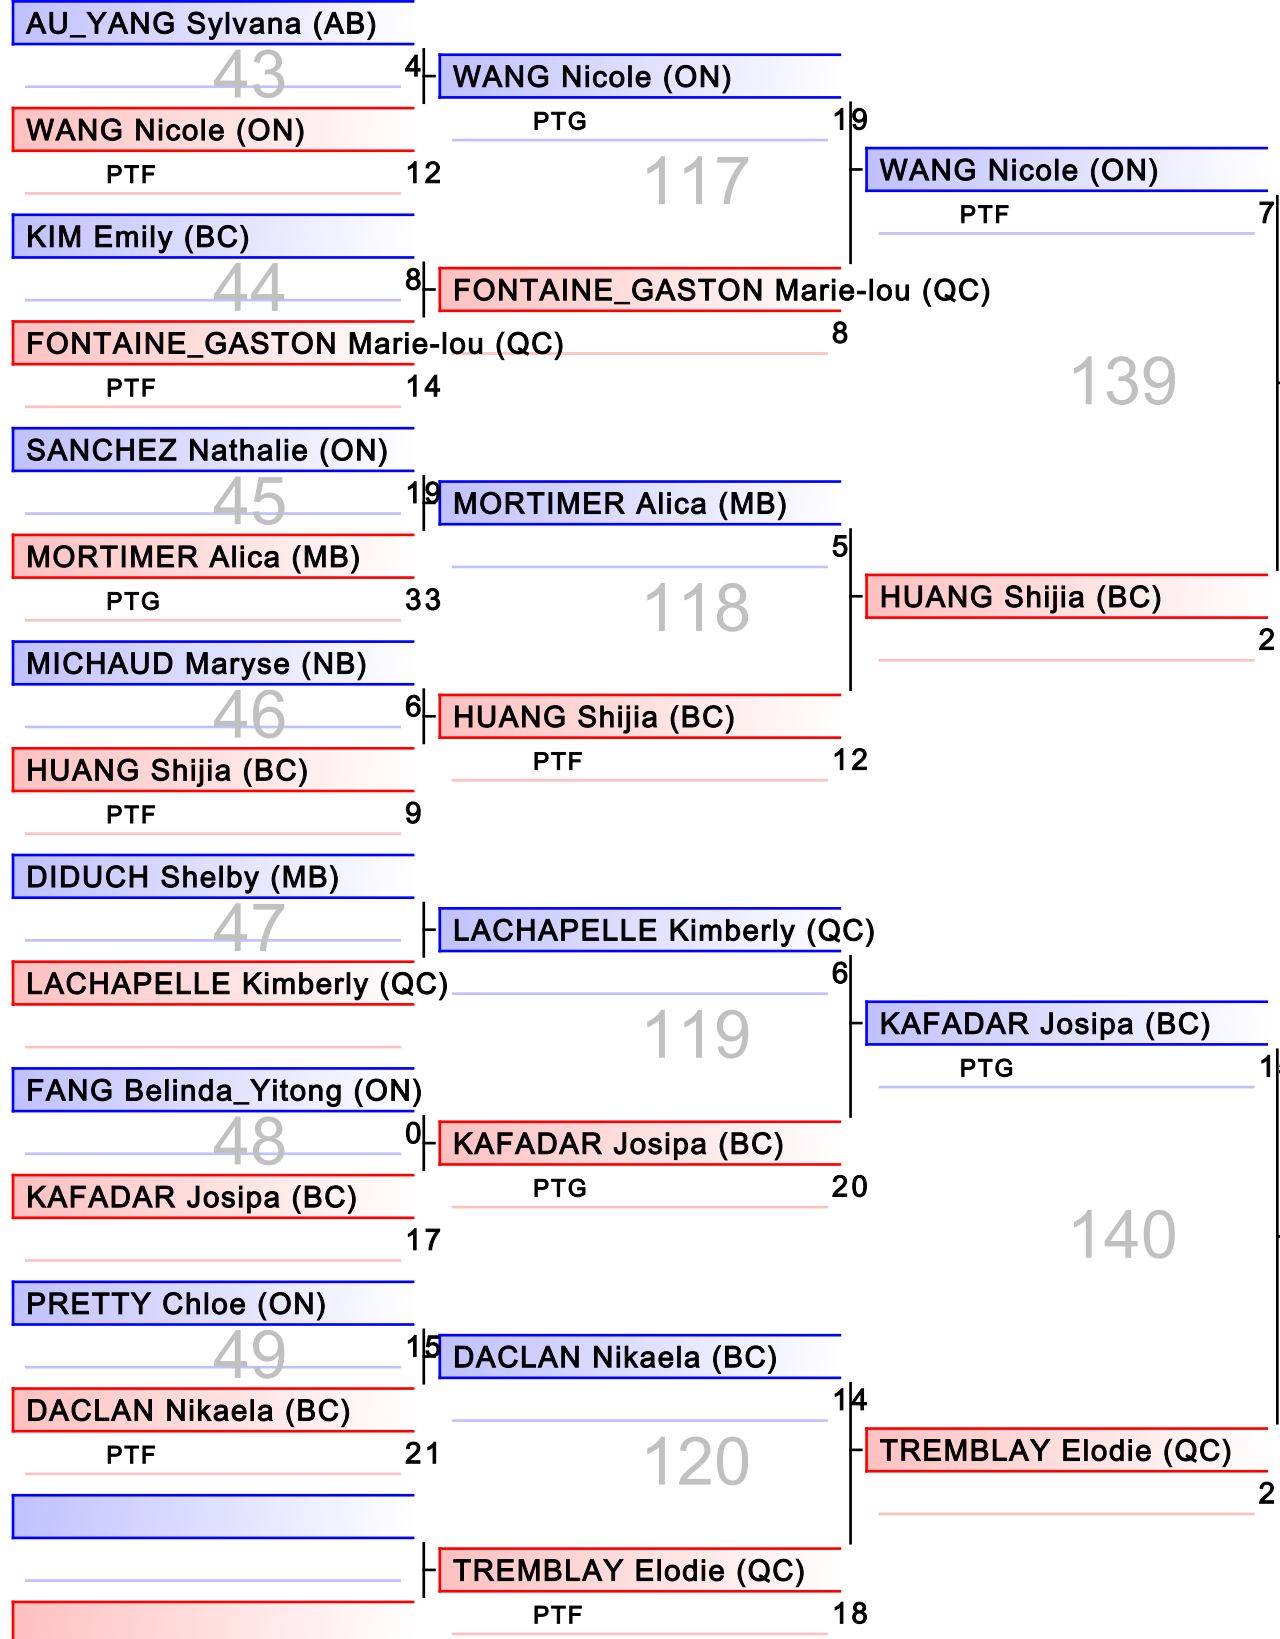 AU_YANG Sylvana (AB)
43
4
WANG Nicole (ON)
PTF
12
KIM Emily (BC)
44
8
FONTAINE_GASTON Marie-lou (QC)
PTF
14
SANCHEZ Nathalie (ON)
45
19
MORTIMER Alica (MB)
PTG
33
MICHAUD Maryse (NB)
46
6
HUANG Shijia (BC)
PTF
9
DIDUCH Shelby (MB)
47
LACHAPELLE Kimberly (QC)
FANG Belinda_Yitong (ON)
48
0
KAFADAR Josipa (BC)
17
PRETTY Chloe (ON)
49
15
DACLAN Nikaela (BC)
PTF
21
WANG Nicole (ON)
PTG
19
117
FONTAINE_GASTON Marie-lou (QC)
8
MORTIMER Alica (MB)
5
118
HUANG Shijia (BC)
PTF
12
LACHAPELLE Kimberly (QC)
6
119
KAFADAR Josipa (BC)
PTG
20
DACLAN Nikaela (BC)
14
120
TREMBLAY Elodie (QC)
PTF
18
WANG Nicole (ON)
PTF
7
139
HUANG Shijia (BC)
2
KAFADAR Josipa (BC)
PTG
140
TREMBLAY Elodie (QC)
2